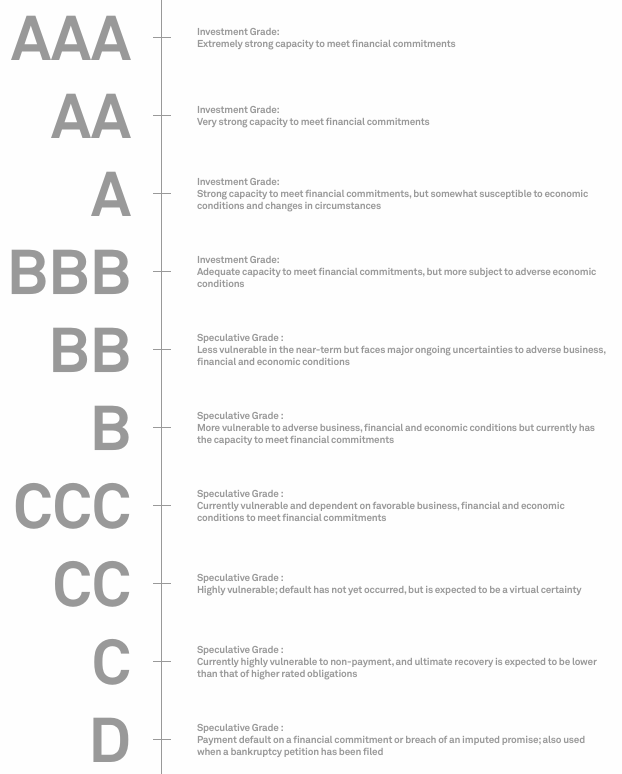 AAA
Investment Grade:
Extremely strong capacity to meet financial commitments
AA
Investment Grade:
Very strong capacity to meet financial commitments
A
Investment Grade:
Strong capacity to meet financial commitments, but somewhat susceptible to economic
conditions and changes in circumstances
BBB
Investment Grade:
Adequate capacity to meet financial commitments, but more subject to adverse economic
conditions
BB
Speculative Grade :
Less vulnerable in the near-term but faces major ongoing uncertainties to adverse business,
financial and economic conditions
B
Speculative Grade :
More vulnerable to adverse business, financial and economic conditions but currently has
the capacity to meet financial commitments
CCC
Speculative Grade :
Currently vulnerable and dependent on favorable business, financial and economic
conditions to meet financial commitments
CC
Speculative Grade :
Highly vulnerable; default has not yet occurred, but is expected to be a virtual certainty
C
Speculative Grade :
Currently highly vulnerable to non-payment, and ultimate recovery is expected to be lower
than that of higher rated obligations
D
Speculative Grade :
Payment default on a financial commitment or breach of an imputed promise; also used
when a bankruptcy petition has been filed